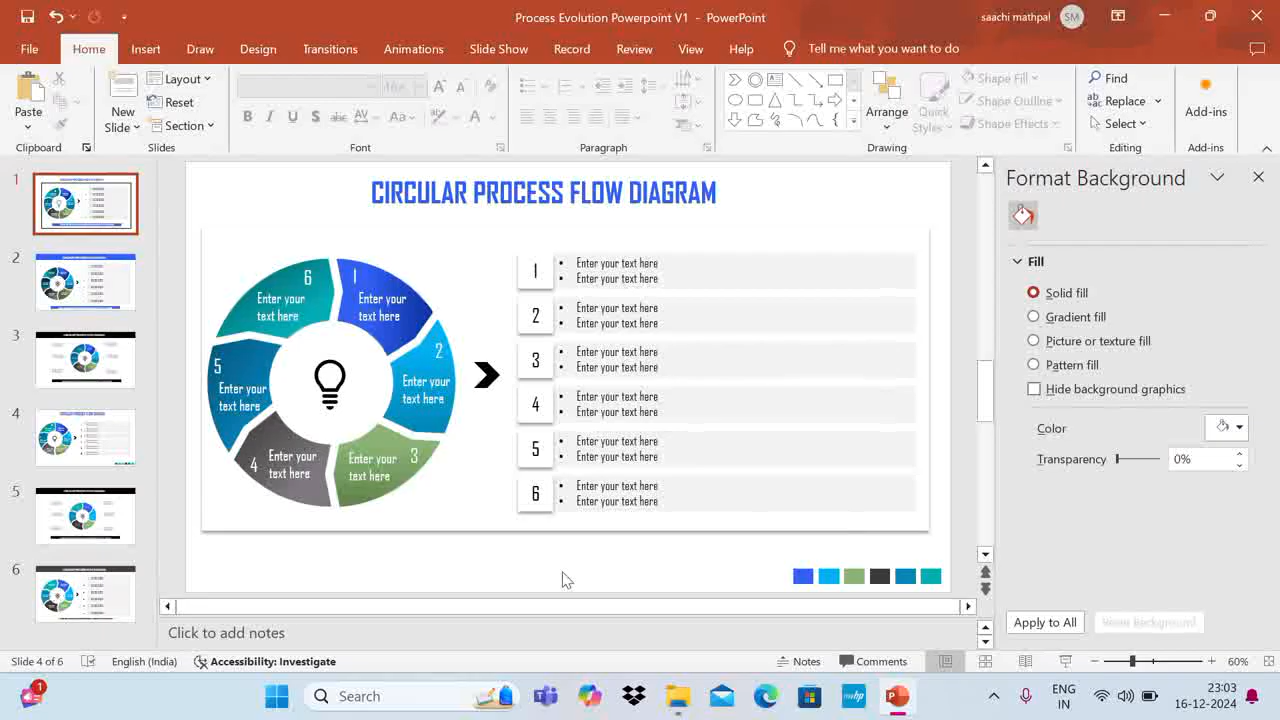 Process Evolution Powerpoint V1 - PowerPoint
saachi mathpal
SM
File Home Insert Draw Design Transitions Animations Slide Show Record Review View Help Tell me what you want to do
Paste
Clipboard
New Slide
Layout
Reset
Section
Slides
Font
Paragraph
Arrange
Quick Styles
Shape Fill
Shape Outline
Shape Effects
Drawing
Find
Replace
Select
Editing
Add-ins
Add-ins
1
2
3
4
5
6
CIRCULAR PROCESS FLOW DIAGRAM
1
Enter your
text here
2
Enter your
text here
3
Enter your
text here
4
Enter your
text here
5
Enter your
text here
6
Enter your
text here
1
• Enter your text here
• Enter your text here
2
• Enter your text here
• Enter your text here
3
• Enter your text here
• Enter your text here
4
• Enter your text here
• Enter your text here
5
• Enter your text here
• Enter your text here
6
• Enter your text here
• Enter your text here
Format Background
Fill
Solid fill
Gradient fill
Picture or texture fill
Pattern fill
Hide background graphics
Color
Transparency
0%
Apply to All
Reset Background
Click to add notes
Slide 4 of 6
English (India)
Accessibility: Investigate
Notes
Comments
60%
1
Search
ENG
IN
23:03
16-12-2024